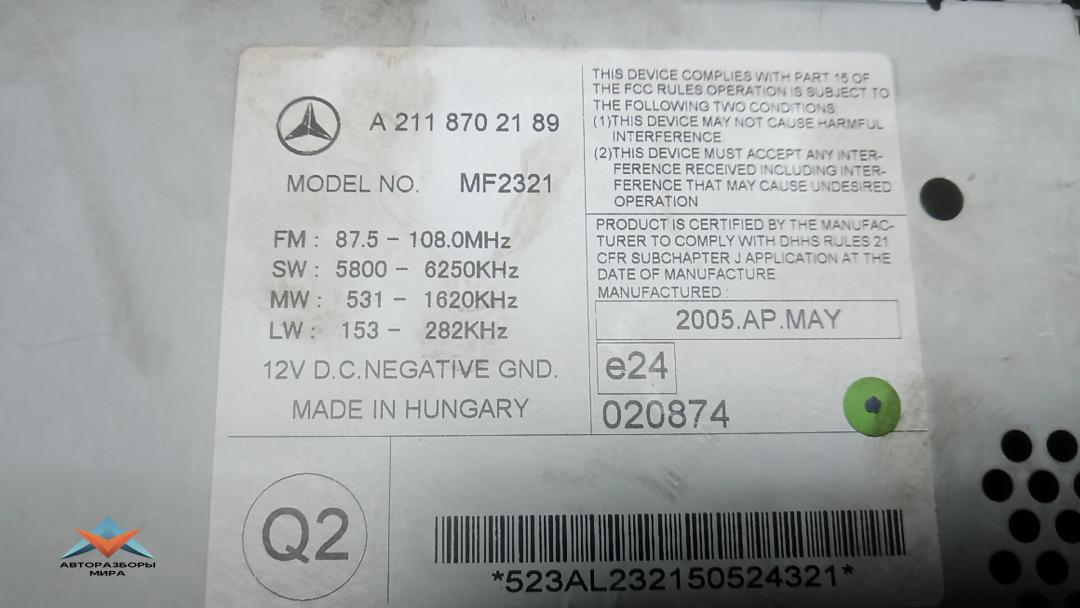 A 211 870 21 89
MODEL NO. MF2321
FM : 87.5 - 108.0MHz
SW : 5800 - 6250KHz
MW : 531 - 1620KHz
LW : 153 - 282KHz
12V D.C.NEGATIVE GND.
MADE IN HUNGARY
THIS DEVICE COMPLIES WITH PART 15 OF
THE FCC RULES OPERATION IS SUBJECT TO
THE FOLLOWING TWO CONDITIONS
(1)THIS DEVICE MAY NOT CAUSE HARMFUL
INTERFERENCE.
(2)THIS DEVICE MUST ACCEPT ANY INTER-
FERENCE RECEIVED INCLUDING INTER-
FERENCE THAT MAY CAUSE UNDESIRED
OPERATION
PRODUCT IS CERTIFIED BY THE MANUFAC-
TURER TO COMPLY WITH DHHS RULES 21
CFR SUBCHAPTER J APPLICATION AT THE
DATE OF MANUFACTURE
MANUFACTURED :
2005.AP.MAY
e24
020874
Q2
*523AL232150524321*
АВТОРАЗБОРЫ
МИРА